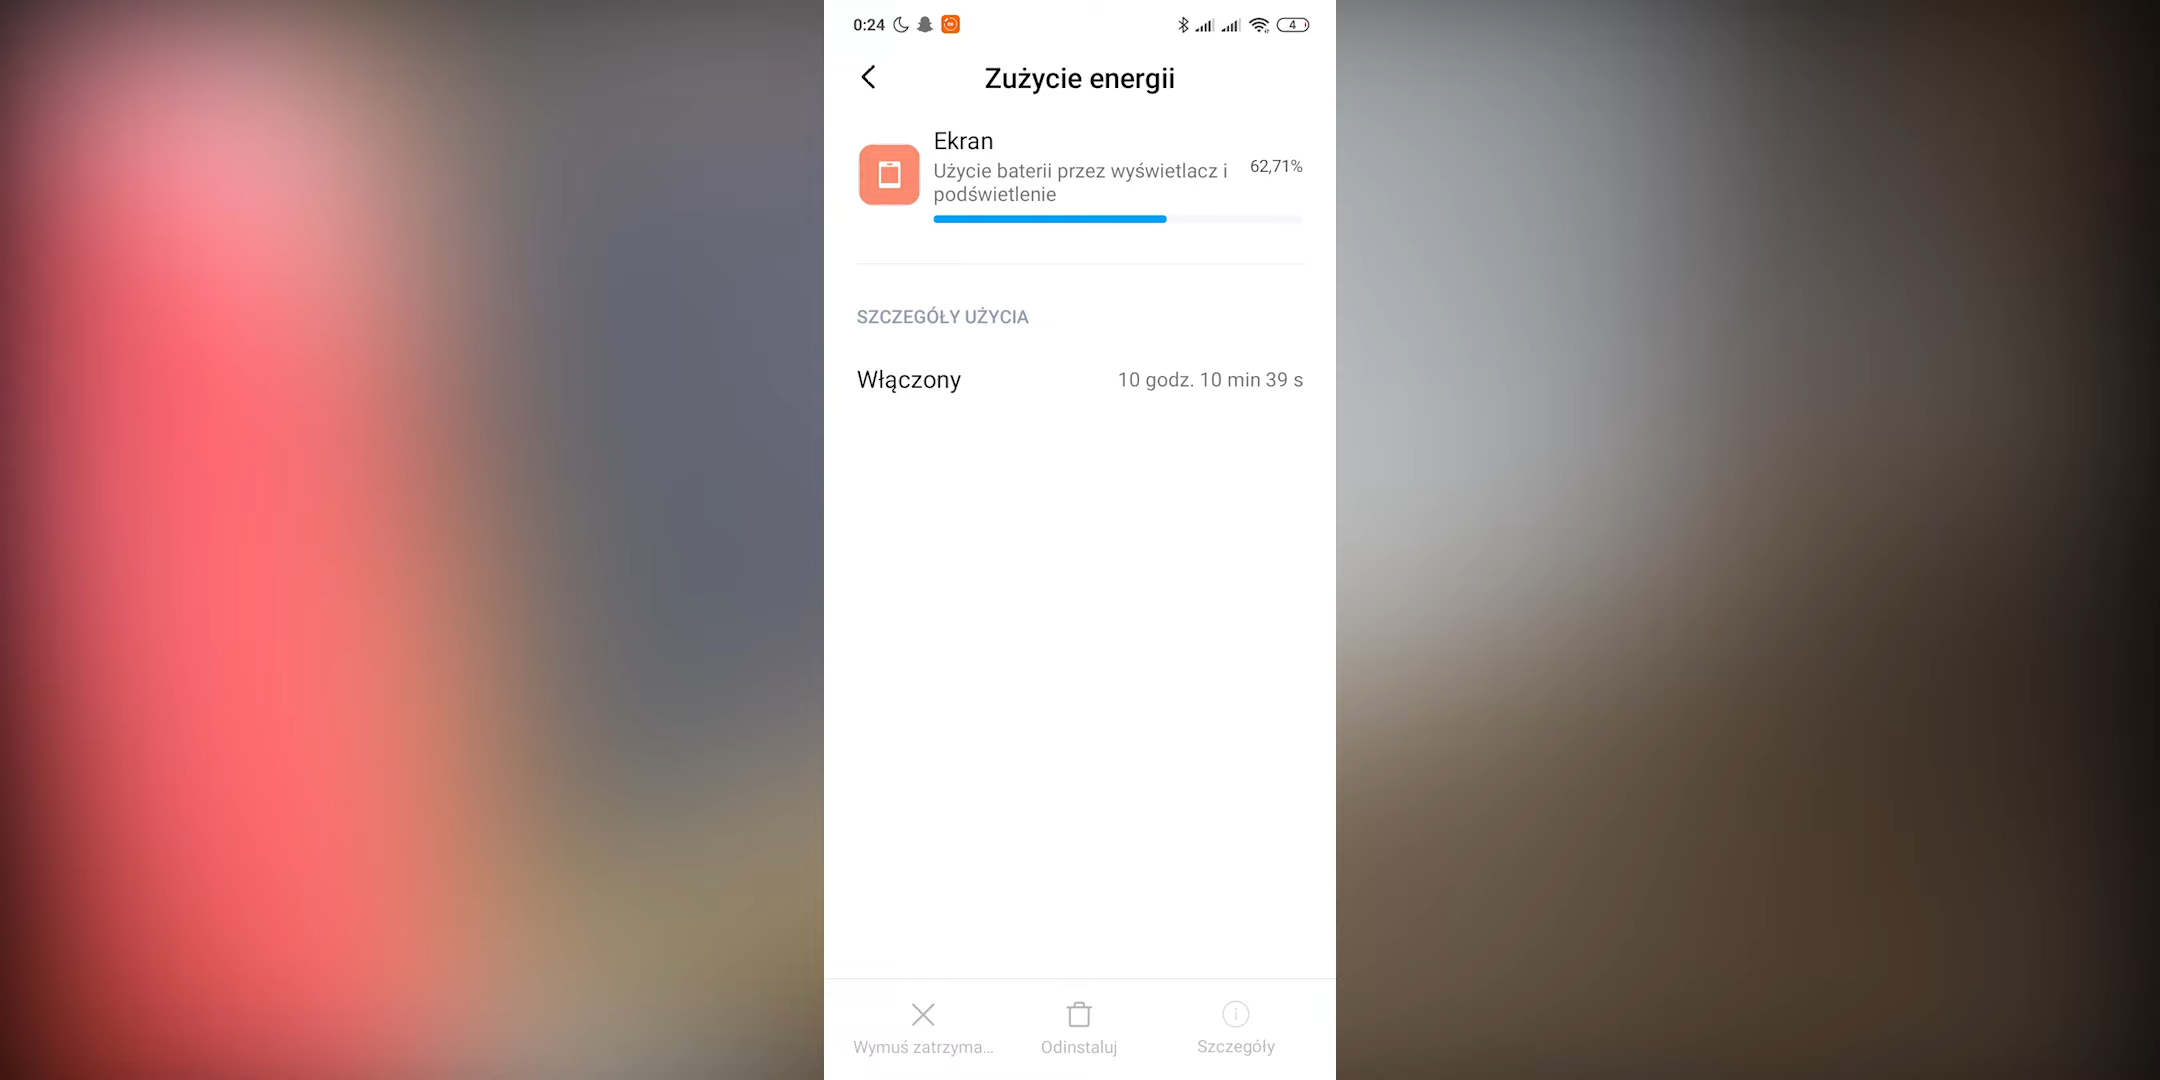 0:24
4
Zużycie energii
Ekran
Użycie baterii przez wyświetlacz i
podświetlenie
62,71%
SZCZEGÓŁY UŻYCIA
Włączony 10 godz. 10 min 39 s
Wymuś zatrzyma... Odinstaluj Szczegóły